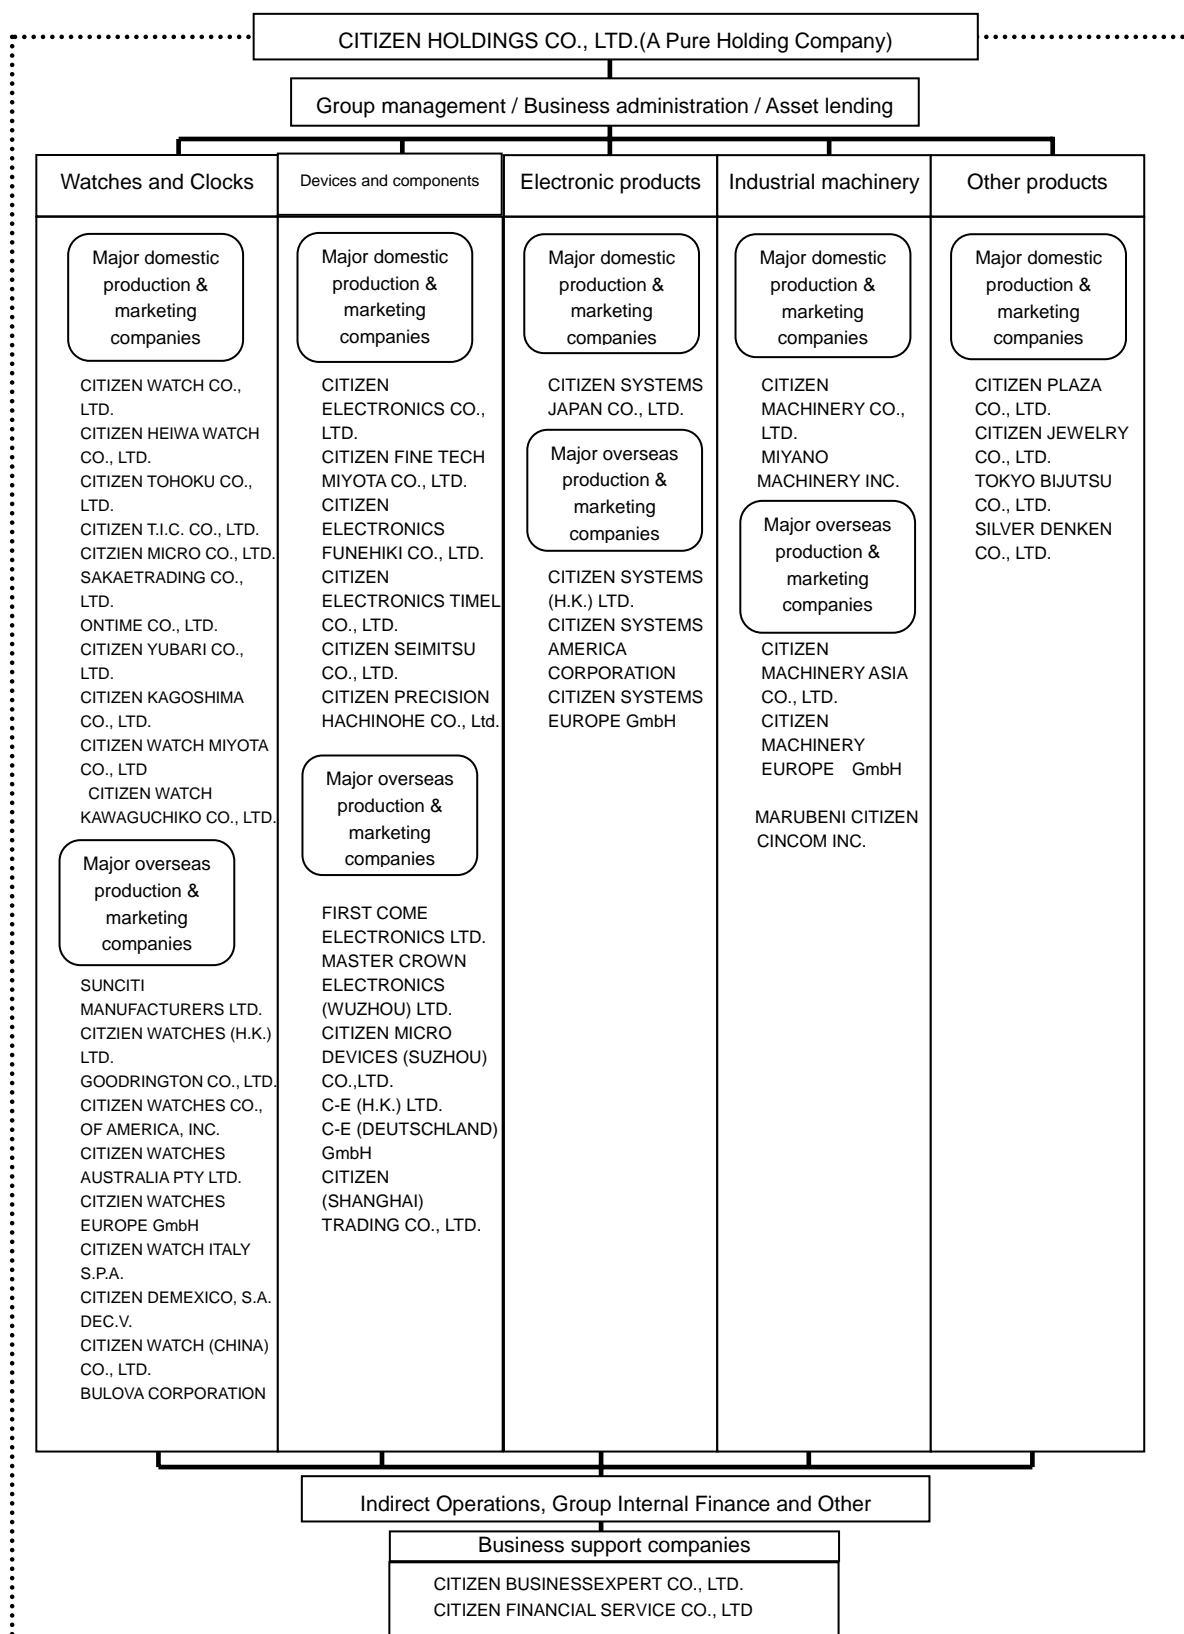 CITIZEN HOLDINGS CO., LTD.(A Pure Holding Company)
Group management / Business administration / Asset lending
Watches and Clocks
Major domestic
production &
marketing
companies
CITIZEN WATCH CO.,
LTD.
CITIZEN HEIWA WATCH
CO., LTD.
CITIZEN TOHOKU CO.,
LTD.
CITIZEN T.I.C. CO., LTD.
CITZIEN MICRO CO., LTD.
SAKAETRADING CO.,
LTD.
ONTIME CO., LTD.
CITIZEN YUBARI CO.,
LTD.
CITIZEN KAGOSHIMA
CO., LTD.
CITIZEN WATCH MIYOTA
CO., LTD
CITIZEN WATCH
KAWAGUCHIKO CO., LTD.
Major overseas
production &
marketing
companies
SUNCITI
MANUFACTURERS LTD.
CITZIEN WATCHES (H.K.)
LTD.
GOODRINGTON CO., LTD.
CITIZEN WATCHES CO.,
OF AMERICA, INC.
CITIZEN WATCHES
AUSTRALIA PTY LTD.
CITZIEN WATCHES
EUROPE GmbH
CITIZEN WATCH ITALY
S.P.A.
CITIZEN DEMEXICO, S.A.
DEC.V.
CITIZEN WATCH (CHINA)
CO., LTD.
BULOVA CORPORATION
Devices and components
Major domestic
production &
marketing
companies
CITIZEN
ELECTRONICS CO.,
LTD.
CITIZEN FINE TECH
MIYOTA CO., LTD.
CITIZEN
ELECTRONICS
FUNEHIKI CO., LTD.
CITIZEN
ELECTRONICS TIMEL
CO., LTD.
CITIZEN SEIMITSU
CO., LTD.
CITIZEN PRECISION
HACHINOHE CO., Ltd.
Major overseas
production &
marketing
companies
FIRST COME
ELECTRONICS LTD.
MASTER CROWN
ELECTRONICS
(WUZHOU) LTD.
CITIZEN MICRO
DEVICES (SUZHOU)
CO.,LTD.
C-E (H.K.) LTD.
C-E (DEUTSCHLAND)
GmbH
CITIZEN
(SHANGHAI)
TRADING CO., LTD.
Electronic products
Major domestic
production &
marketing
companies
CITIZEN SYSTEMS
JAPAN CO., LTD.
Major overseas
production &
marketing
companies
CITIZEN SYSTEMS
(H.K.) LTD.
CITIZEN SYSTEMS
AMERICA
CORPORATION
CITIZEN SYSTEMS
EUROPE GmbH
Industrial machinery
Major domestic
production &
marketing
companies
CITIZEN
MACHINERY CO.,
LTD.
MIYANO
MACHINERY INC.
Major overseas
production &
marketing
companies
CITIZEN
MACHINERY ASIA
CO., LTD.
CITIZEN
MACHINERY
EUROPE GmbH
MARUBENI CITIZEN
CINCOM INC.
Other products
Major domestic
production &
marketing
companies
CITIZEN PLAZA
CO., LTD.
CITIZEN JEWELRY
CO., LTD.
TOKYO BIJUTSU
CO., LTD.
SILVER DENKEN
CO., LTD.
Indirect Operations, Group Internal Finance and Other
Business support companies
CITIZEN BUSINESSEXPERT CO., LTD.
CITIZEN FINANCIAL SERVICE CO., LTD